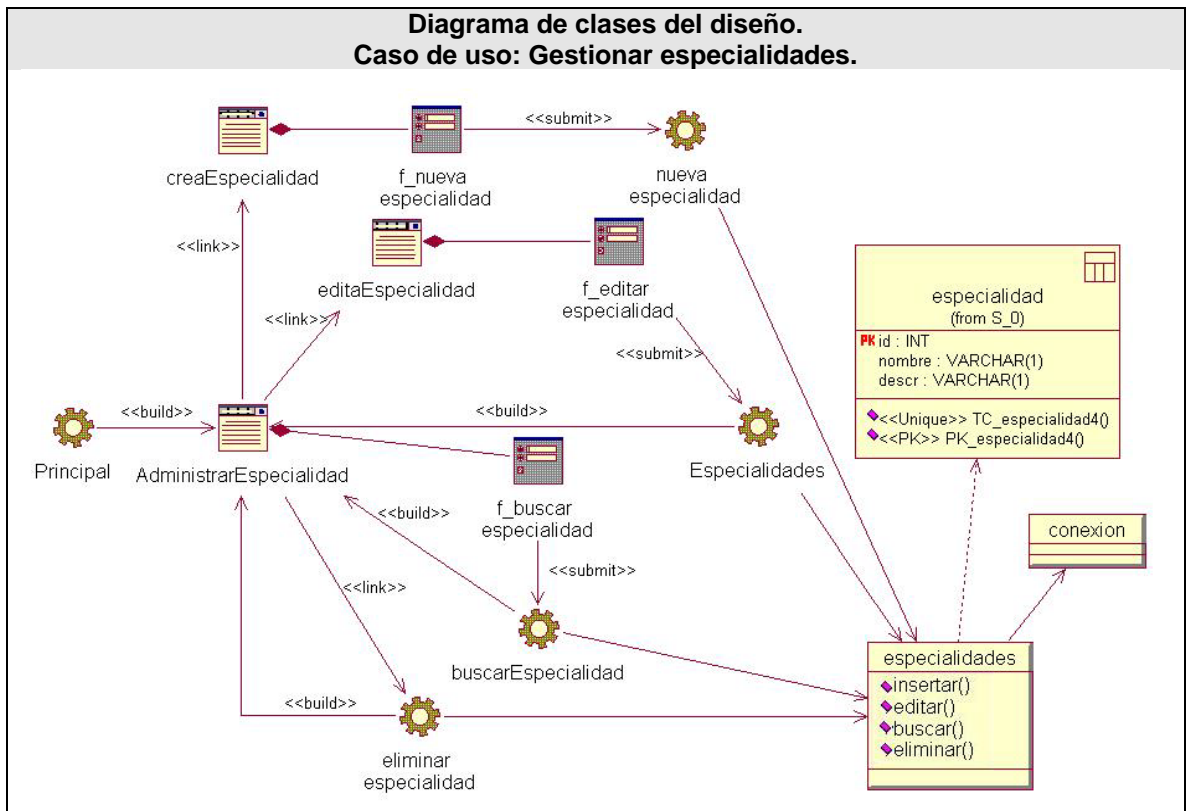 Diagrama de clases del diseño.
Caso de uso: Gestionar especialidades.
creaEspecialidad
f_nueva
especialidad
<<submit>>
nueva
especialidad
<<link>>
editaEspecialidad
f_editar
especialidad
<<link>>
<<submit>>
especialidad
(from S_0)
PK id : INT
nombre : VARCHAR(1)
descr : VARCHAR(1)
<<Unique>> TC_especialidad4()
<<PK>> PK_especialidad4()
<<build>>
<<build>>
Principal
AdministrarEspecialidad
Especialidades
f_buscar
especialidad
<<build>>
conexion
<<link>>
<<submit>>
buscarEspecialidad
especialidades
insertar()
editar()
buscar()
eliminar()
<<build>>
eliminar
especialidad